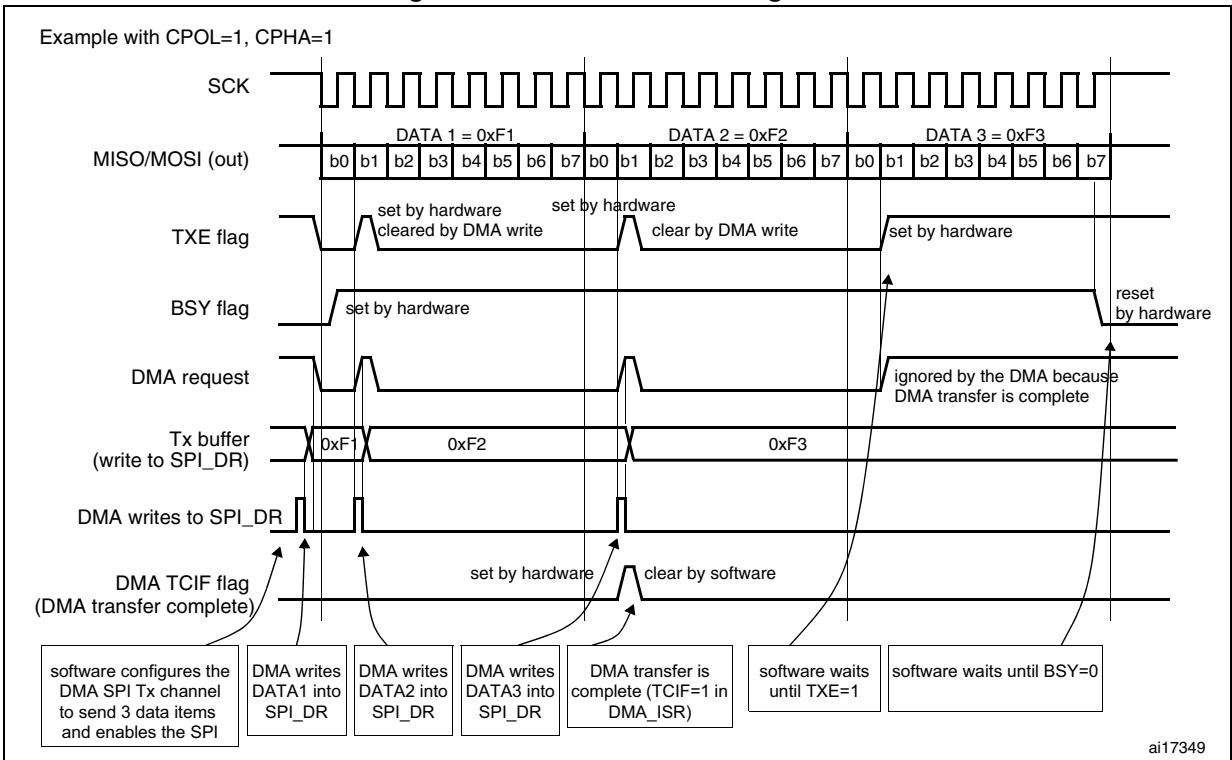 Example with CPOL=1, CPHA=1
SCK
DATA 1 = 0xF1
DATA 2 = 0xF2
DATA 3 = 0xF3
MISO/MOSI (out)
b0 b1 b2 b3 b4 b5 b6 b7 b0 b1 b2 b3 b4 b5 b6 b7 b0 b1 b2 b3 b4 b5 b6 b7
TXE flag
set by hardware
cleared by DMA write
set by hardware
clear by DMA write
set by hardware
BSY flag
set by hardware
reset
by hardware
DMA request
ignored by the DMA because
DMA transfer is complete
Tx buffer
(write to SPI_DR)
0xF1
0xF2
0xF3
DMA writes to SPI_DR
DMA TCIF flag
(DMA transfer complete)
set by hardware
clear by software
software configures the
DMA SPI Tx channel
to send 3 data items
and enables the SPI
DMA writes
DATA1 into
SPI_DR
DMA writes
DATA2 into
SPI_DR
DMA writes
DATA3 into
SPI_DR
DMA transfer is
complete (TCIF=1 in
DMA_ISR)
software waits
until TXE=1
software waits until BSY=0
ai17349